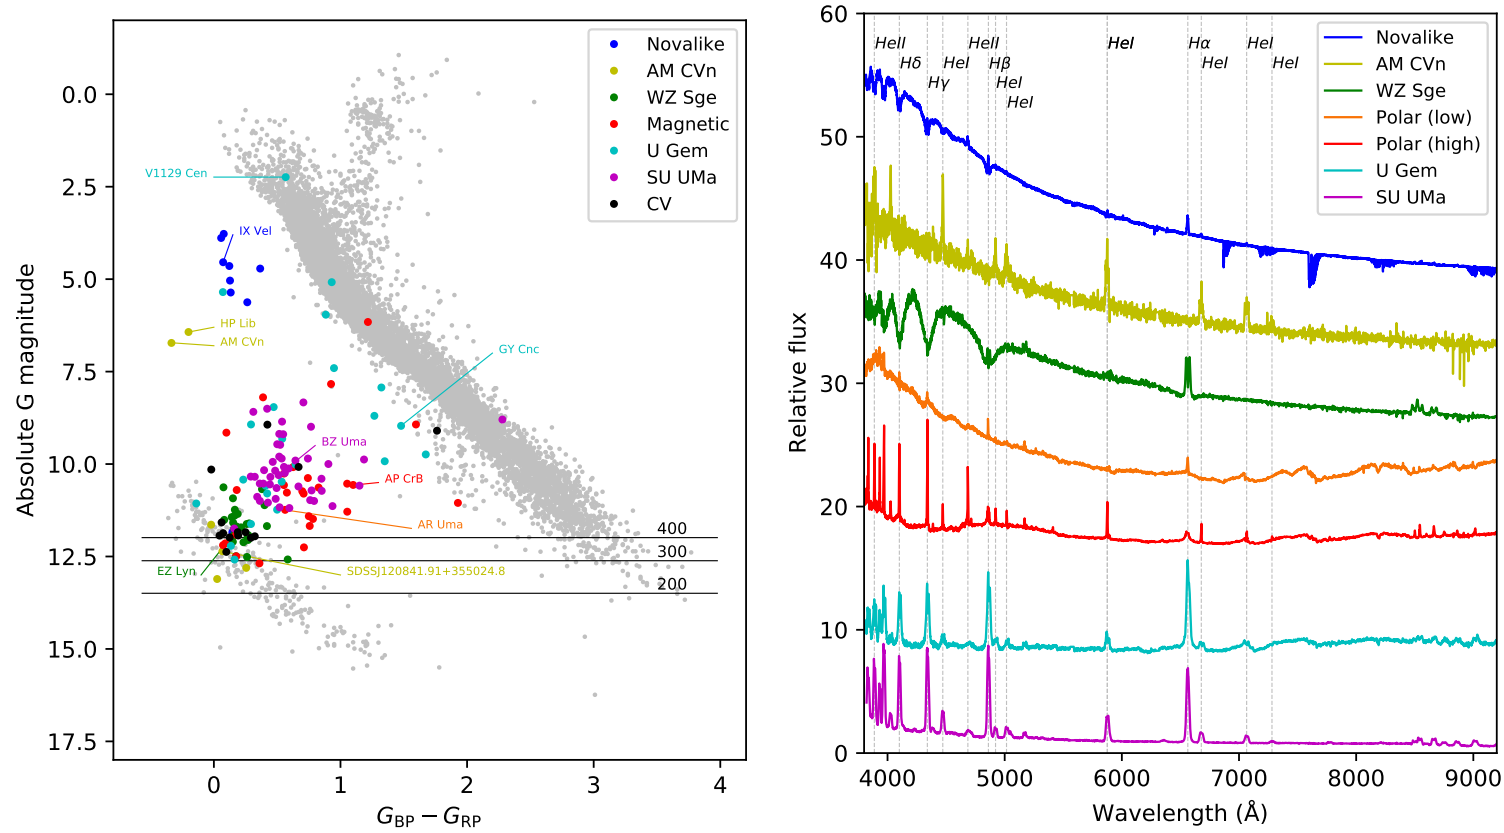 Absolute G magnitude
0.0
2.5
5.0
7.5
10.0
12.5
15.0
17.5
0
1
2
3
4
G_BP − G_RP
Novalike
AM CVn
WZ Sge
Magnetic
U Gem
SU UMa
CV
V1129 Cen
IX Vel
HP Lib
AM CVn
GY Cnc
BZ Uma
AP CrB
AR Uma
EZ Lyn
SDSSJ120841.91+355024.8
400
300
200
Relative flux
60
50
40
30
20
10
0
4000
5000
6000
7000
8000
9000
Wavelength (Å)
HeII
Hδ
Hγ
HeI
HeII
Hβ
HeI
HeI
HeI
Hα
HeI
HeI
HeI
Novalike
AM CVn
WZ Sge
Polar (low)
Polar (high)
U Gem
SU UMa